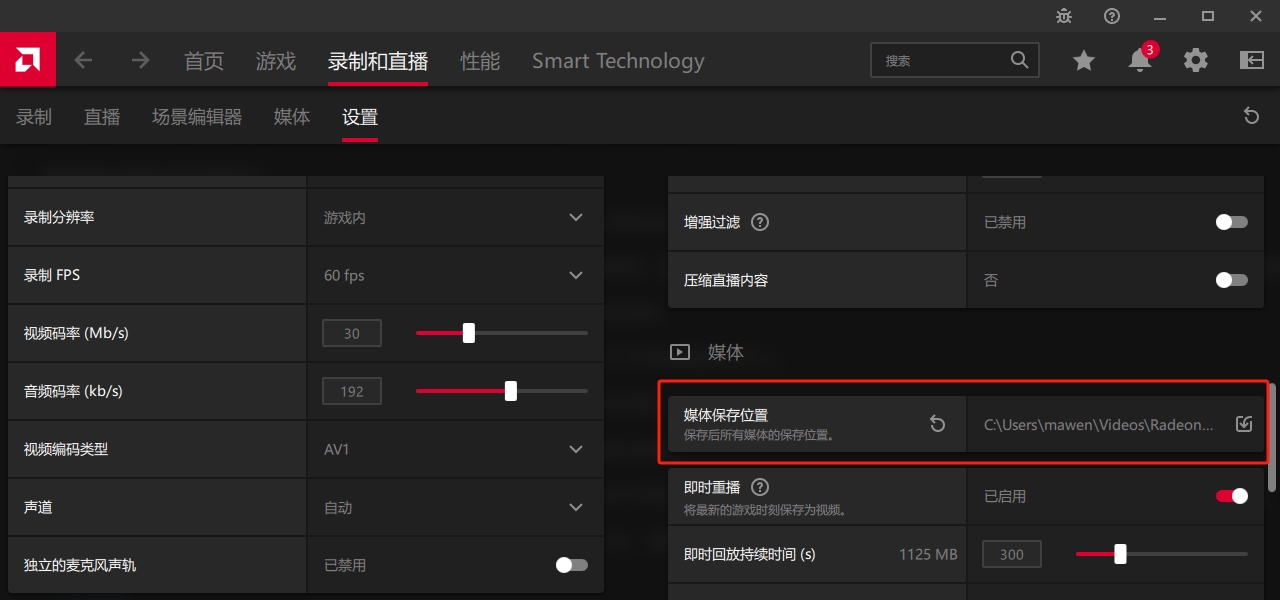 3
首页 游戏 录制和直播 性能 Smart Technology 搜索
录制 直播 场景编辑器 媒体 设置
录制分辨率 游戏内
录制 FPS 60 fps
视频码率 (Mb/s) 30
音频码率 (kb/s) 192
视频编码类型 AV1
声道 自动
独立的麦克风声轨 已禁用
增强过滤 ? 已禁用
压缩直播内容 否
媒体
媒体保存位置
保存后所有媒体的保存位置。
C:\Users\mawen\Videos\Radeon...
即时重播 ? 已启用
将最新的游戏时刻保存为视频。
即时回放持续时间 (s) 1125 MB 300